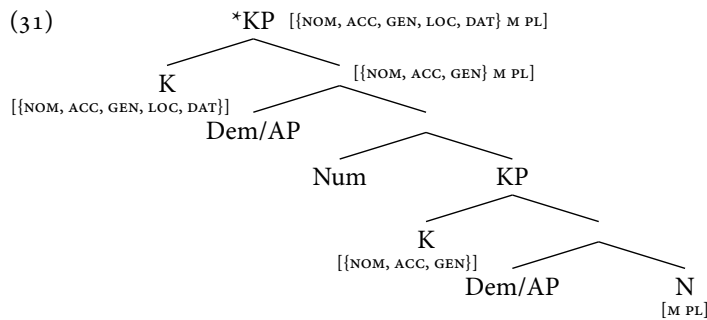 (31) *KP [{NOM, ACC, GEN, LOC, DAT} M PL]
K [{NOM, ACC, GEN} M PL]
[{NOM, ACC, GEN, LOC, DAT}]
Dem/AP
Num KP
K
[{NOM, ACC, GEN}]
Dem/AP N
[M PL]